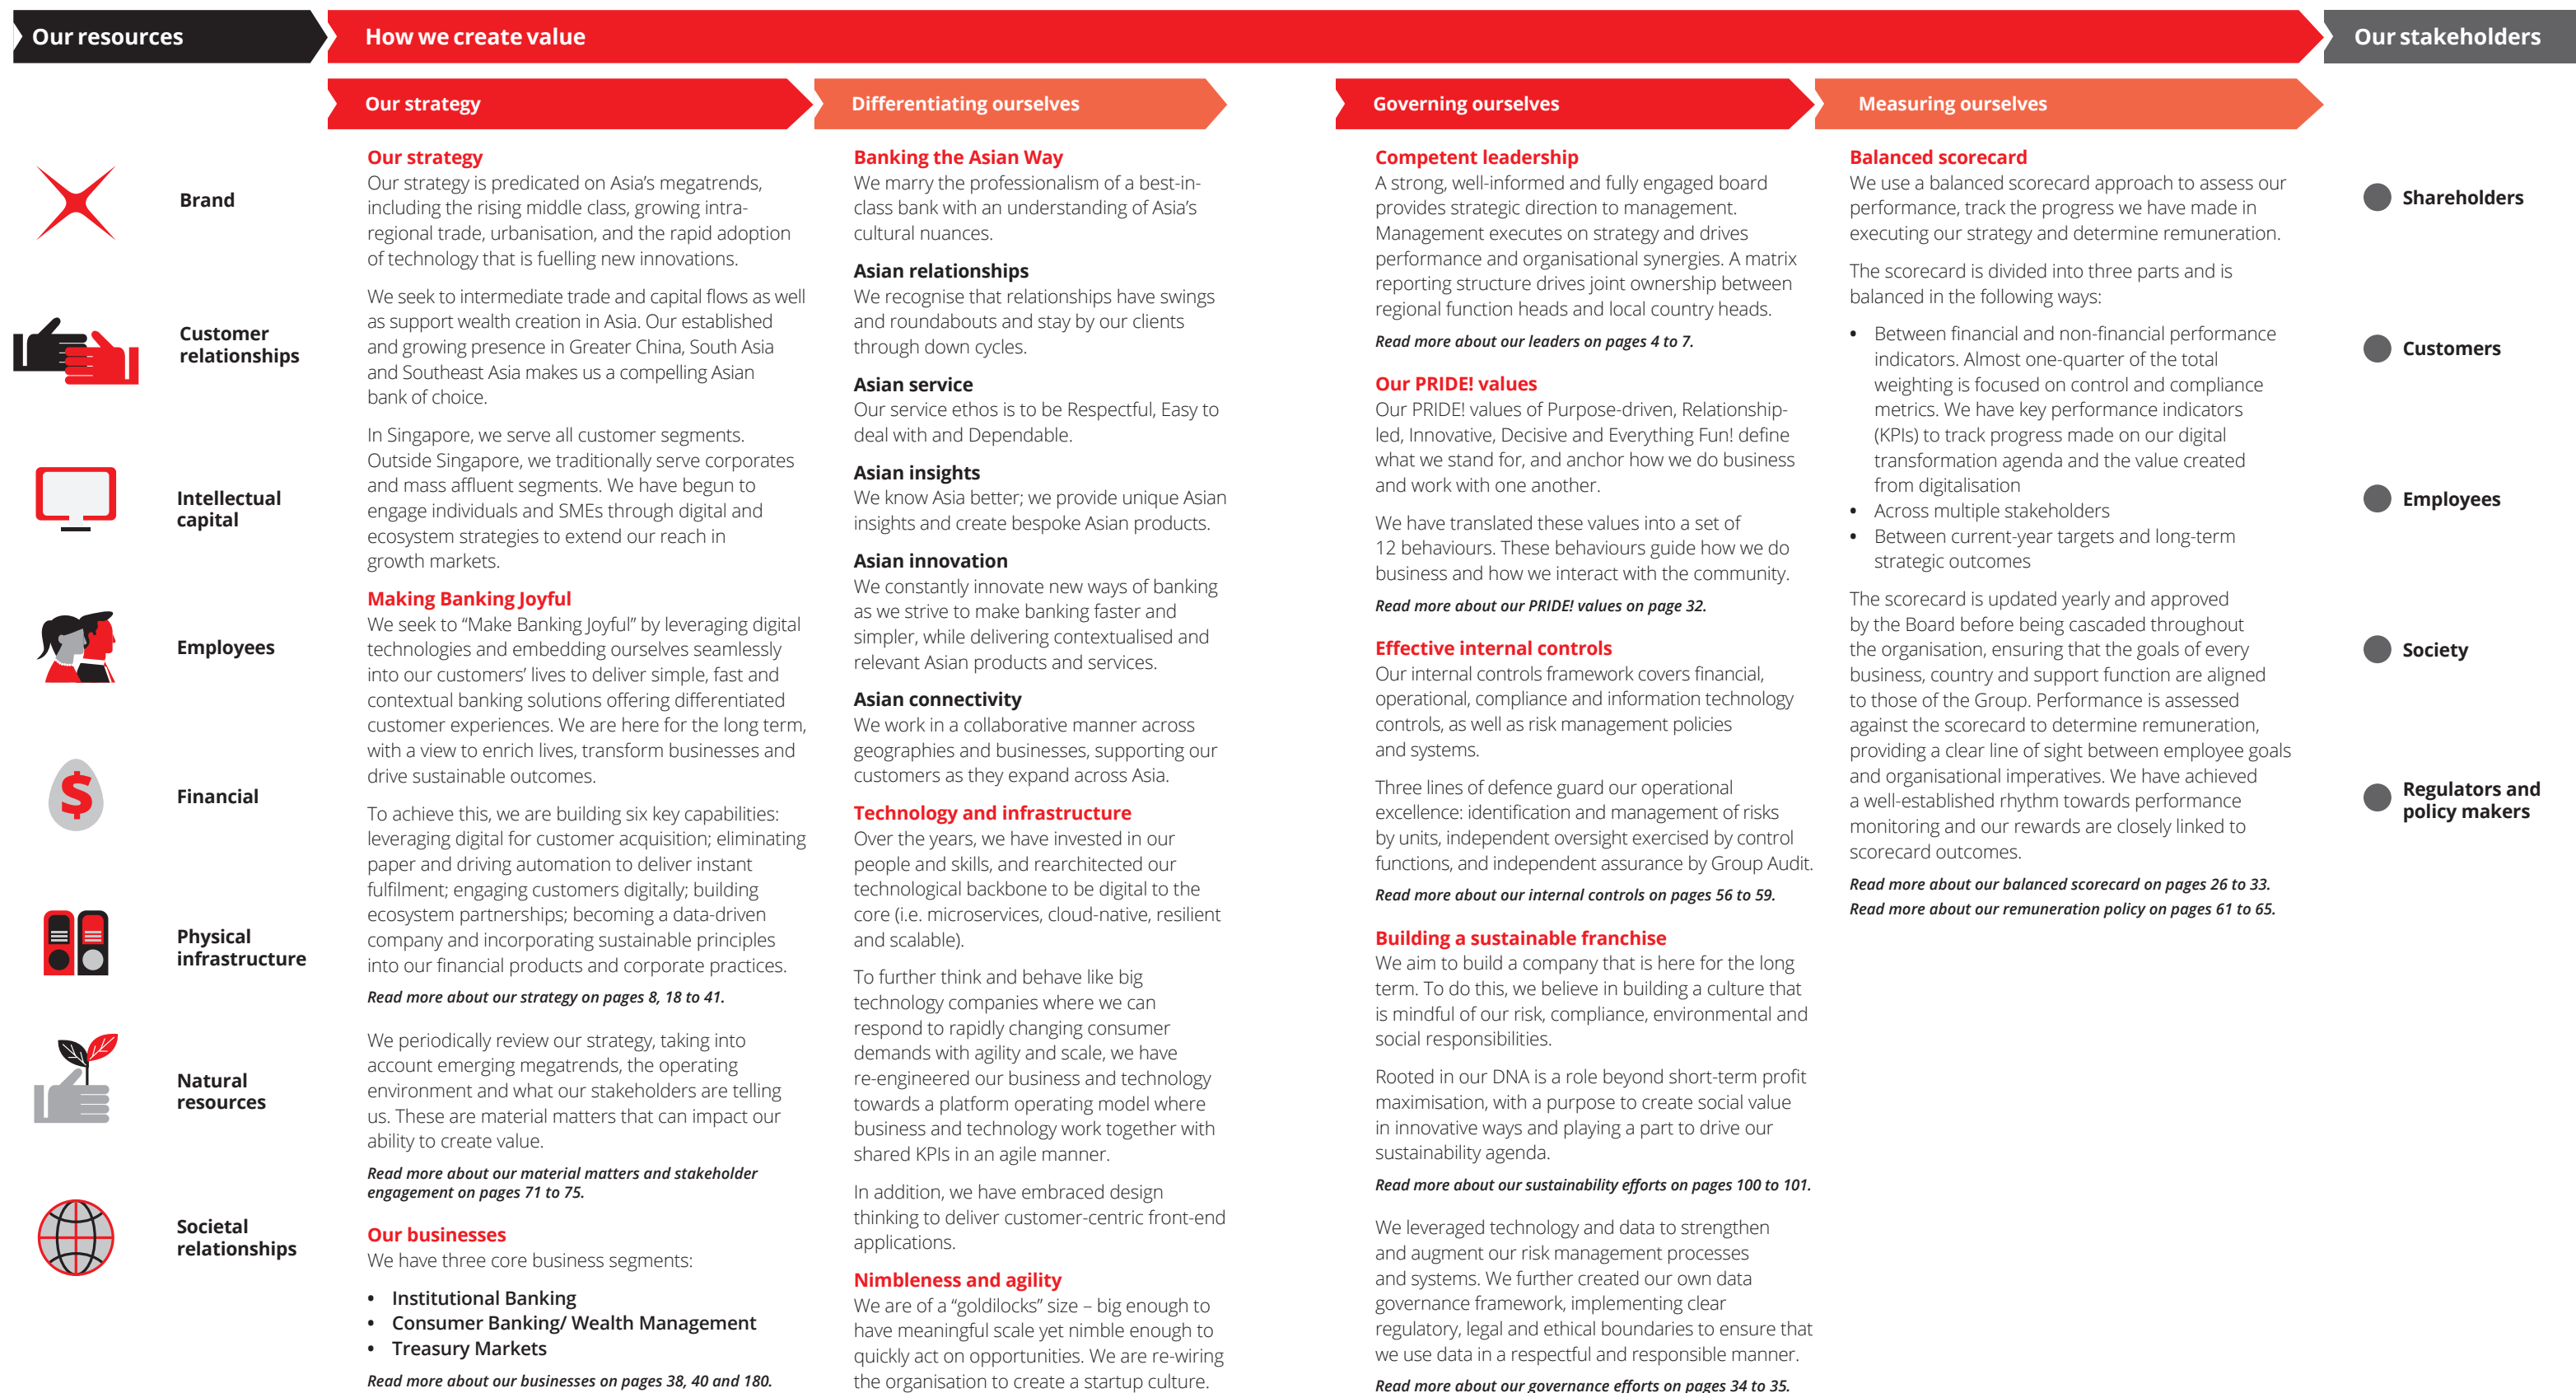 Our resources
How we create value
Our stakeholders
Our strategy
Differentiating ourselves
Governing ourselves
Measuring ourselves
Brand
Customer
relationships
Intellectual
capital
Employees
$
Financial
Physical
infrastructure
Natural
resources
Societal
relationships
Our strategy
Our strategy is predicated on Asia’s megatrends,
including the rising middle class, growing intra-
regional trade, urbanisation, and the rapid adoption
of technology that is fuelling new innovations.
We seek to intermediate trade and capital flows as well
as support wealth creation in Asia. Our established
and growing presence in Greater China, South Asia
and Southeast Asia makes us a compelling Asian
bank of choice.
In Singapore, we serve all customer segments.
Outside Singapore, we traditionally serve corporates
and mass affluent segments. We have begun to
engage individuals and SMEs through digital and
ecosystem strategies to extend our reach in
growth markets.
Making Banking Joyful
We seek to “Make Banking Joyful” by leveraging digital
technologies and embedding ourselves seamlessly
into our customers’ lives to deliver simple, fast and
contextual banking solutions offering differentiated
customer experiences. We are here for the long term,
with a view to enrich lives, transform businesses and
drive sustainable outcomes.
To achieve this, we are building six key capabilities:
leveraging digital for customer acquisition; eliminating
paper and driving automation to deliver instant
fulfilment; engaging customers digitally; building
ecosystem partnerships; becoming a data-driven
company and incorporating sustainable principles
into our financial products and corporate practices.
Read more about our strategy on pages 8, 18 to 41.
We periodically review our strategy, taking into
account emerging megatrends, the operating
environment and what our stakeholders are telling
us. These are material matters that can impact our
ability to create value.
Read more about our material matters and stakeholder
engagement on pages 71 to 75.
Our businesses
We have three core business segments:
• Institutional Banking
• Consumer Banking/ Wealth Management
• Treasury Markets
Read more about our businesses on pages 38, 40 and 180.
Banking the Asian Way
We marry the professionalism of a best-in-
class bank with an understanding of Asia’s
cultural nuances.
Asian relationships
We recognise that relationships have swings
and roundabouts and stay by our clients
through down cycles.
Asian service
Our service ethos is to be Respectful, Easy to
deal with and Dependable.
Asian insights
We know Asia better; we provide unique Asian
insights and create bespoke Asian products.
Asian innovation
We constantly innovate new ways of banking
as we strive to make banking faster and
simpler, while delivering contextualised and
relevant Asian products and services.
Asian connectivity
We work in a collaborative manner across
geographies and businesses, supporting our
customers as they expand across Asia.
Technology and infrastructure
Over the years, we have invested in our
people and skills, and rearchitected our
technological backbone to be digital to the
core (i.e. microservices, cloud-native, resilient
and scalable).
To further think and behave like big
technology companies where we can
respond to rapidly changing consumer
demands with agility and scale, we have
re-engineered our business and technology
towards a platform operating model where
business and technology work together with
shared KPIs in an agile manner.
In addition, we have embraced design
thinking to deliver customer-centric front-end
applications.
Nimbleness and agility
We are of a “goldilocks” size – big enough to
have meaningful scale yet nimble enough to
quickly act on opportunities. We are re-wiring
the organisation to create a startup culture.
Competent leadership
A strong, well-informed and fully engaged board
provides strategic direction to management.
Management executes on strategy and drives
performance and organisational synergies. A matrix
reporting structure drives joint ownership between
regional function heads and local country heads.
Read more about our leaders on pages 4 to 7.
Our PRIDE! values
Our PRIDE! values of Purpose-driven, Relationship-
led, Innovative, Decisive and Everything Fun! define
what we stand for, and anchor how we do business
and work with one another.
We have translated these values into a set of
12 behaviours. These behaviours guide how we do
business and how we interact with the community.
Read more about our PRIDE! values on page 32.
Effective internal controls
Our internal controls framework covers financial,
operational, compliance and information technology
controls, as well as risk management policies
and systems.
Three lines of defence guard our operational
excellence: identification and management of risks
by units, independent oversight exercised by control
functions, and independent assurance by Group Audit.
Read more about our internal controls on pages 56 to 59.
Building a sustainable franchise
We aim to build a company that is here for the long
term. To do this, we believe in building a culture that
is mindful of our risk, compliance, environmental and
social responsibilities.
Rooted in our DNA is a role beyond short-term profit
maximisation, with a purpose to create social value
in innovative ways and playing a part to drive our
sustainability agenda.
Read more about our sustainability efforts on pages 100 to 101.
We leveraged technology and data to strengthen
and augment our risk management processes
and systems. We further created our own data
governance framework, implementing clear
regulatory, legal and ethical boundaries to ensure that
we use data in a respectful and responsible manner.
Read more about our governance efforts on pages 34 to 35.
Balanced scorecard
We use a balanced scorecard approach to assess our
performance, track the progress we have made in
executing our strategy and determine remuneration.
The scorecard is divided into three parts and is
balanced in the following ways:
• Between financial and non-financial performance
indicators. Almost one-quarter of the total
weighting is focused on control and compliance
metrics. We have key performance indicators
(KPIs) to track progress made on our digital
transformation agenda and the value created
from digitalisation
• Across multiple stakeholders
• Between current-year targets and long-term
strategic outcomes
The scorecard is updated yearly and approved
by the Board before being cascaded throughout
the organisation, ensuring that the goals of every
business, country and support function are aligned
to those of the Group. Performance is assessed
against the scorecard to determine remuneration,
providing a clear line of sight between employee goals
and organisational imperatives. We have achieved
a well-established rhythm towards performance
monitoring and our rewards are closely linked to
scorecard outcomes.
Read more about our balanced scorecard on pages 26 to 33.
Read more about our remuneration policy on pages 61 to 65.
Shareholders
Customers
Employees
Society
Regulators and
policy makers